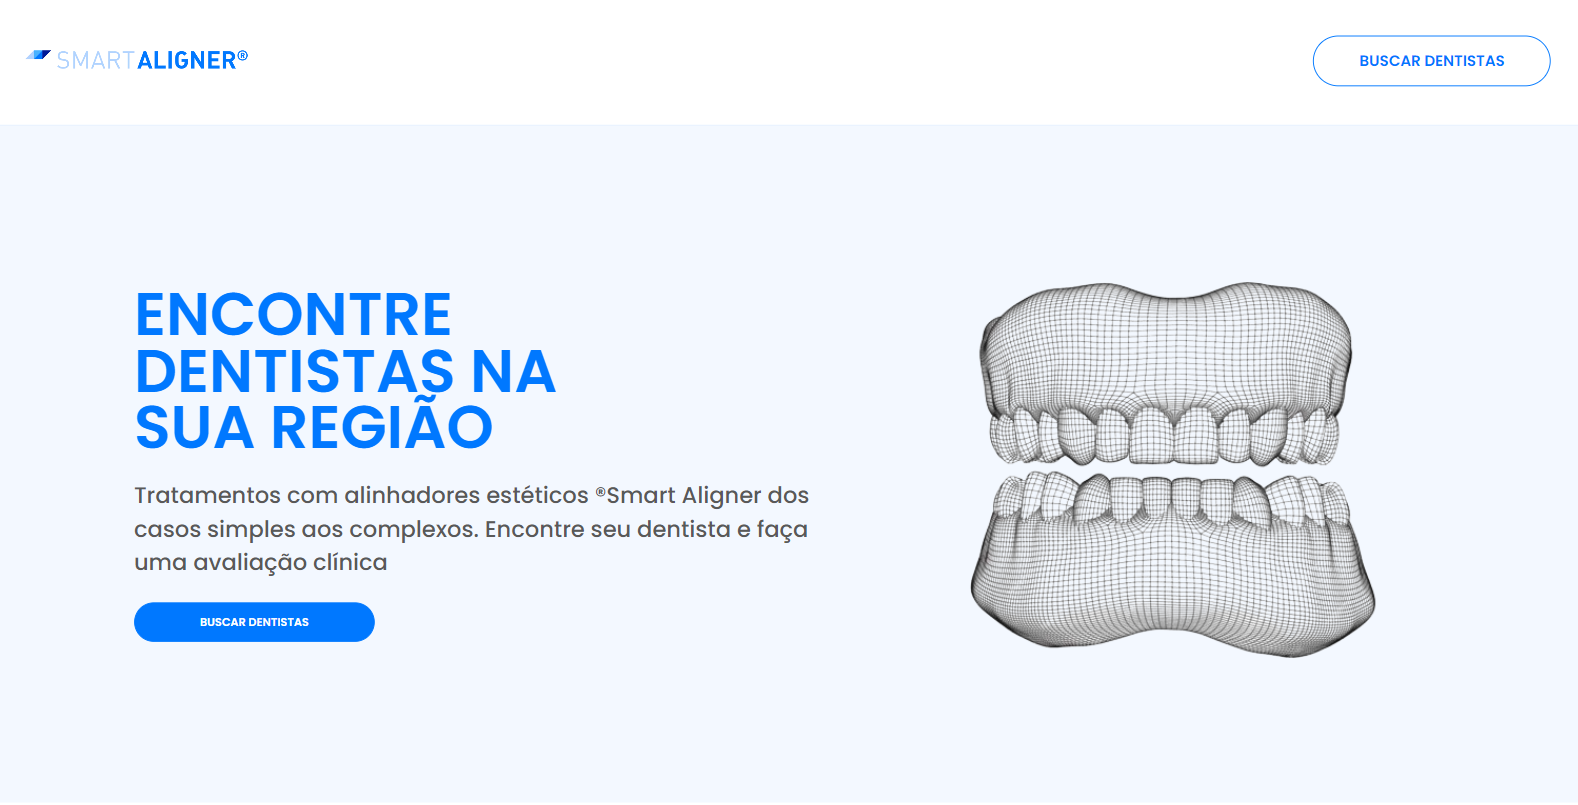 SMARTALIGNER®
BUSCAR DENTISTAS
ENCONTRE
DENTISTAS NA
SUA REGIÃO
Tratamentos com alinhadores estéticos ®Smart Aligner dos
casos simples aos complexos. Encontre seu dentista e faça
uma avaliação clínica
BUSCAR DENTISTAS